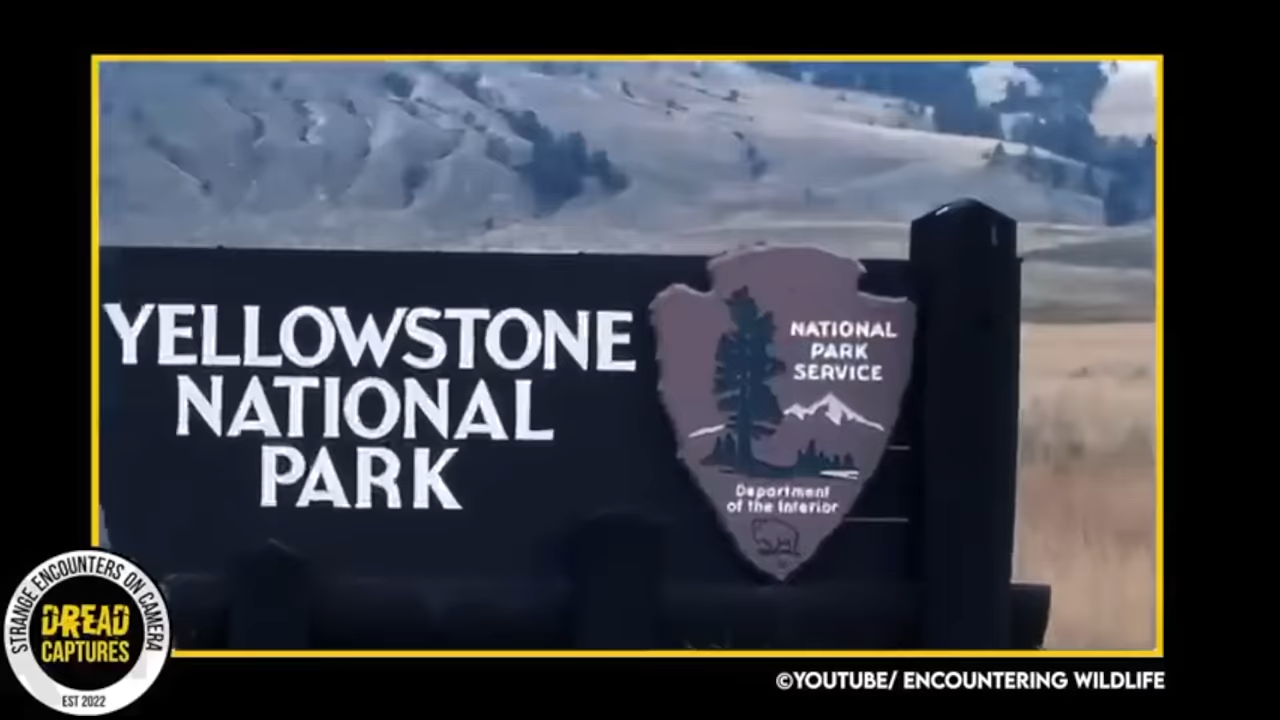 YELLOWSTONE
NATIONAL
PARK
NATIONAL
PARK
SERVICE
Department
of the Interior
STRANGE ENCOUNTERS ON CAMERA
DREAD
CAPTURES
EST 2022
©YOUTUBE/ ENCOUNTERING WILDLIFE